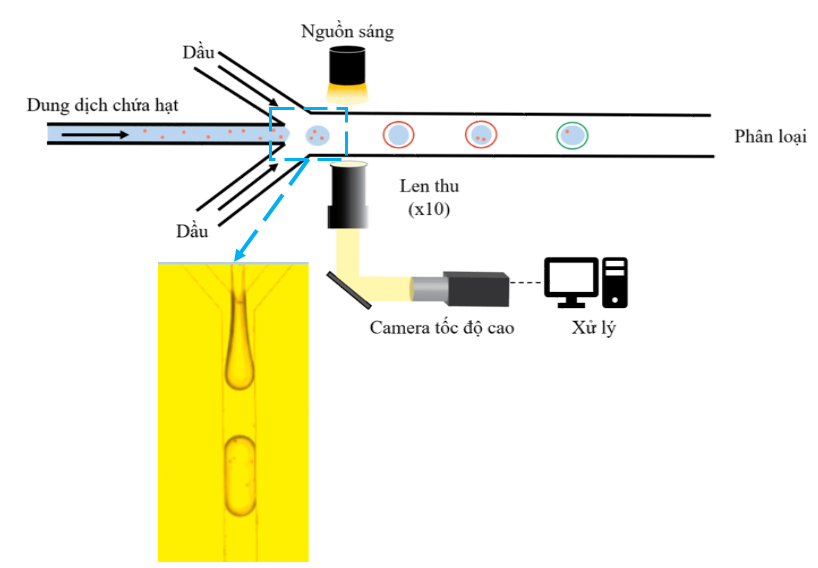 Nguồn sáng
Dầu
Dung dịch chứa hạt
Phân loại
Len thu
(x10)
Dầu
Camera tốc độ cao
Xử lý